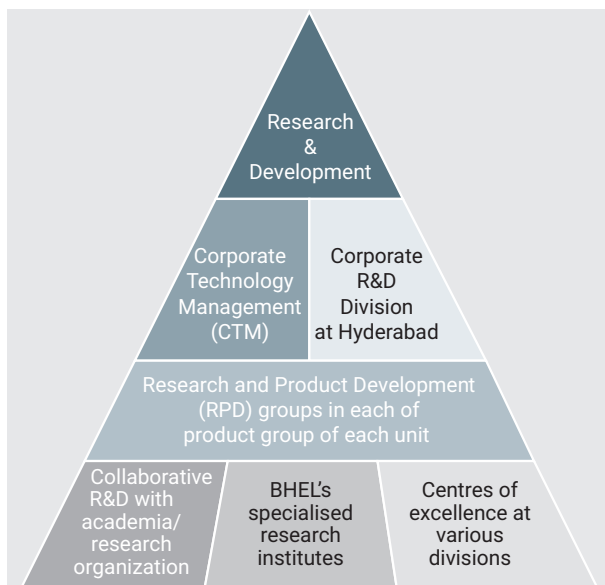 Research
&
Development
Corporate
Technology
Management
(CTM)
Corporate
R&D
Division
at Hyderabad
Research and Product Development
(RPD) groups in each of
product group of each unit
Collaborative
R&D with
academia/
research
organization
BHEL's
specialised
research
institutes
Centres of
excellence at
various
divisions